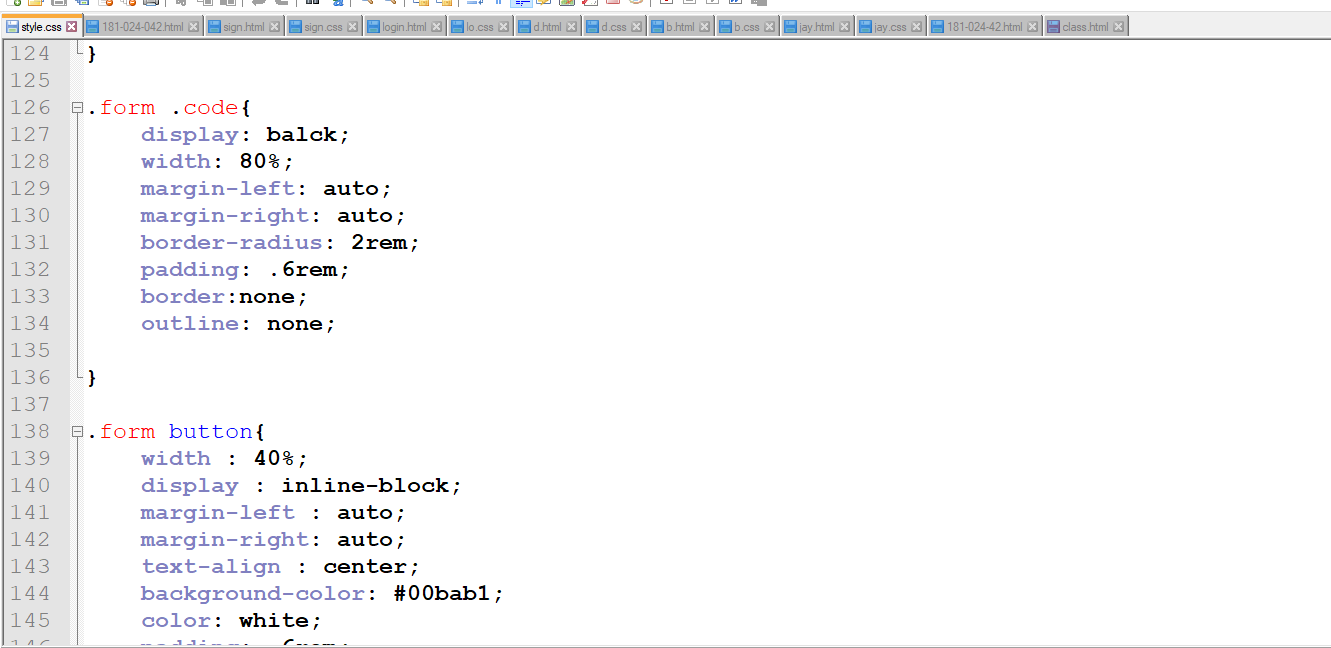 style.css 181-024-042.html sign.html sign.css login.html lo.css d.html d.css b.html b.css jay.html jay.css 181-024-42.html class.html
124 }
125
126 .form .code{
127 display: balck;
128 width: 80%;
129 margin-left: auto;
130 margin-right: auto;
131 border-radius: 2rem;
132 padding: .6rem;
133 border:none;
134 outline: none;
135
136 }
137
138 .form button{
139 width : 40%;
140 display : inline-block;
141 margin-left : auto;
142 margin-right: auto;
143 text-align : center;
144 background-color: #00bab1;
145 color: white;